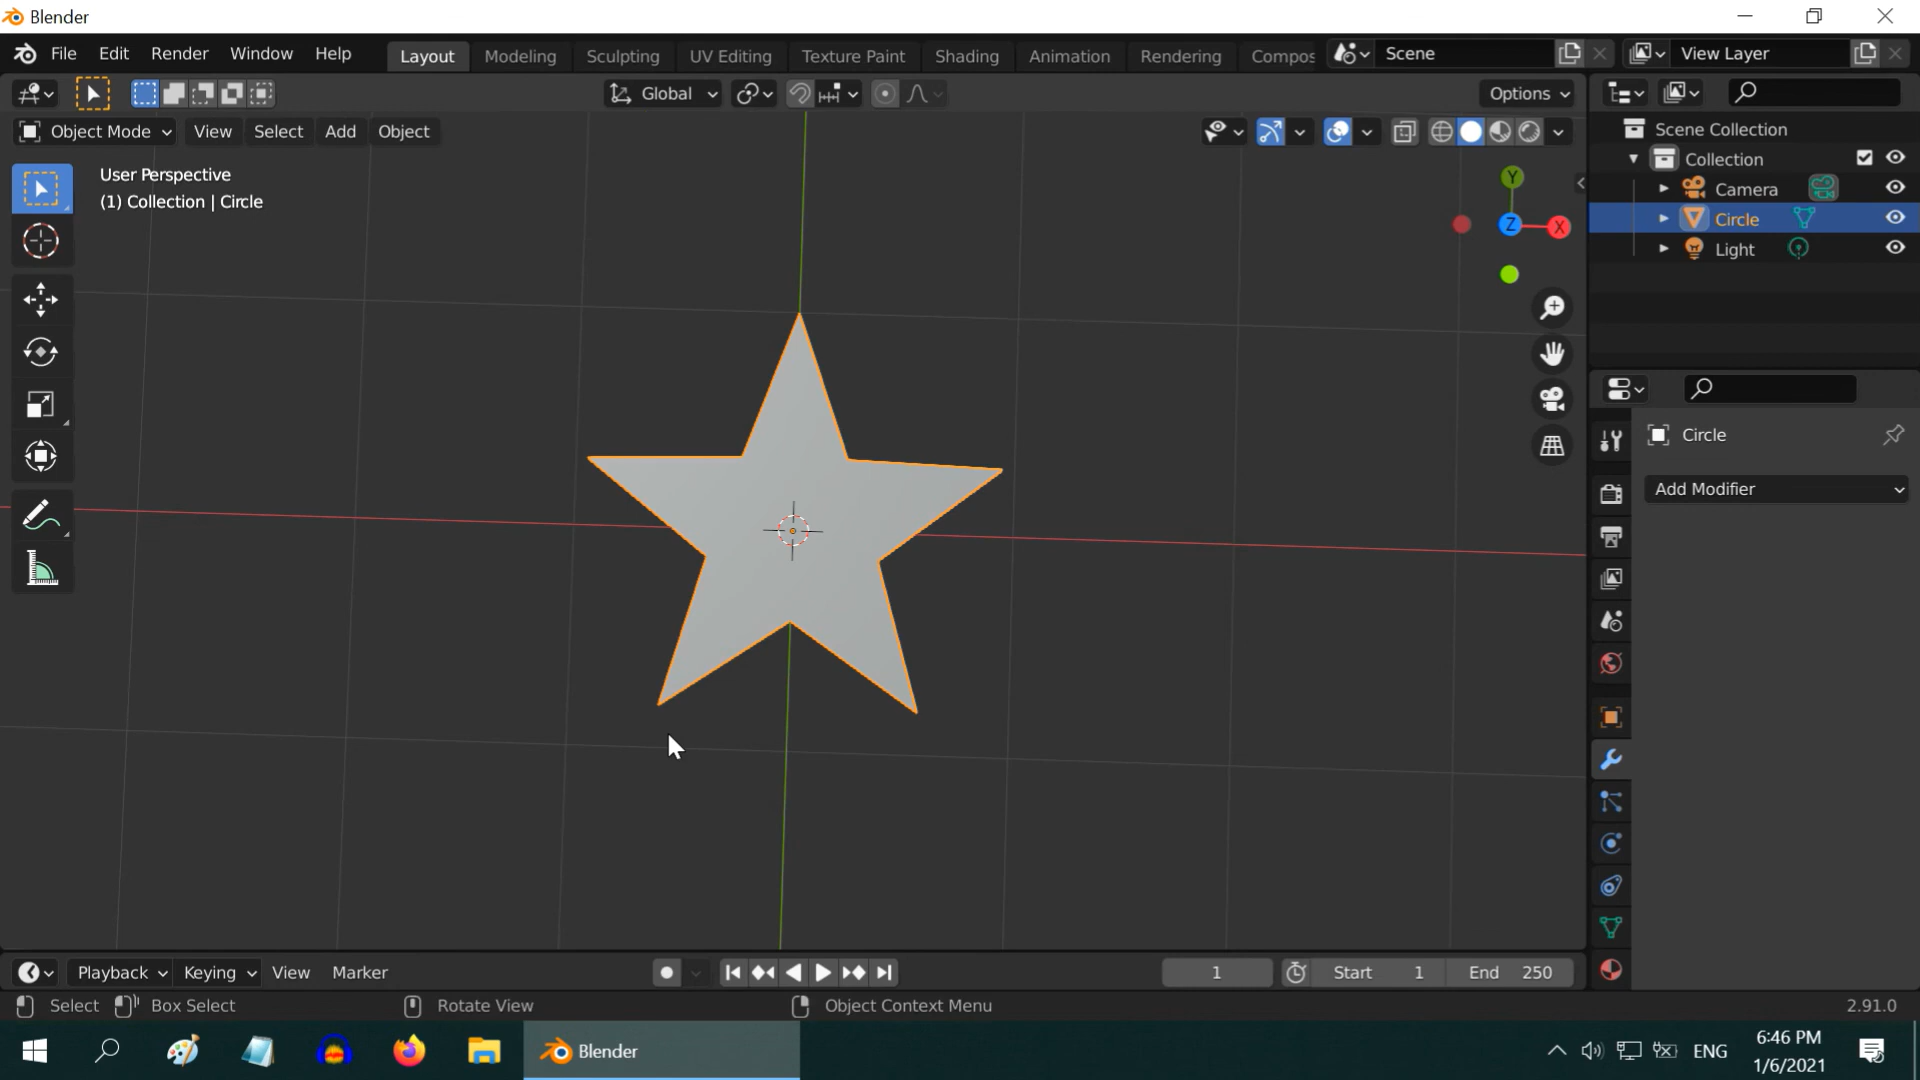 Blender
File Edit Render Window Help Layout Modeling Sculpting UV Editing Texture Paint Shading Animation Rendering Compos Scene View Layer
Global Options
Object Mode View Select Add Object
User Perspective
(1) Collection | Circle
Y
Z X
Scene Collection
Collection
Camera
Circle
Light
Circle
Add Modifier
Playback Keying View Marker 1 Start 1 End 250
Select Box Select Rotate View Object Context Menu 2.91.0
Blender ENG 6:46 PM
1/6/2021